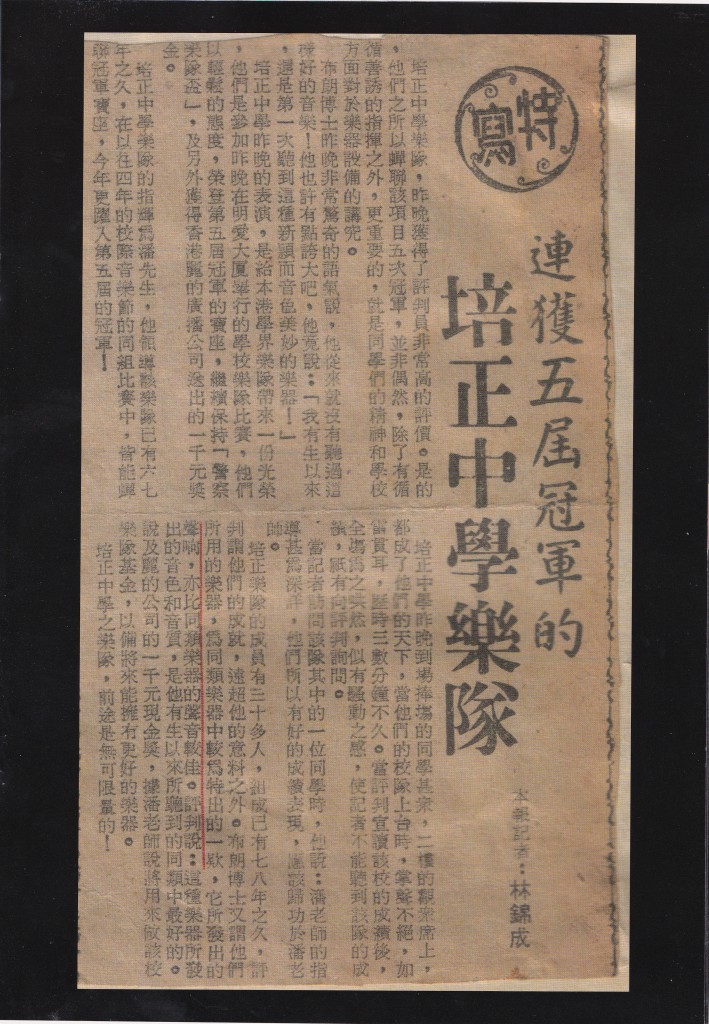 特寫
連獲五屆冠軍的
培正中學樂隊
本報記者：林錦成
培正中學樂隊，昨晚獲得了評判員非常高的評價。是的
，他們之所以蟬聯該項目五次冠軍，並非偶然，除了有循
循善誘的指揮之外，更重要的，就是同學們的精神和學校
方面對於樂器設備的講究。
布朗博士昨晚非常驚奇的語氣說，他從來就沒有聽過這
樣好的音樂！他也許有點誇大吧，他竟說：「我有生以來
，還是第一次聽到這種新穎而音色美妙的樂器！」
培正中學昨晚的表演，是給本港學界樂隊帶來一份光榮
，他們是參加昨晚在明愛大厦舉行的學校樂隊比賽，他們
以輕鬆的態度，榮登第五屆冠軍的寶座，繼續保持「警察
樂隊盃」，及另外獲得香港麗的廣播公司送出的一千元獎
金。
培正中學樂隊的指揮為潘先生，他領導該樂隊已有六七
年之久，在以往四年的校際音樂節的同組比賽中，皆能蟬
聯冠軍寶座，今年更躍入第五屆的冠軍！
培正中學昨晚到場捧場的同學甚衆，二樓的觀衆席上，
都成了他們的天下，當他們的校隊上台時，掌聲不絕，如
雷貫耳，歷時三數分鐘不久。當評判宣讀該校的成績後，
全塲為之哄然，似有騷動之感，使記者不能聽到該隊的成
績，祇有向評判詢問。
當記者訪問該隊其中的一位同學時，他說：潘老師的指
導甚為深詳，他們所以有好的成績表現，應該歸功於潘老
師。
培正樂隊的成員有三十多人，組成已有七八年之久，評
判謂他們的成就，遠超他的意料之外。布朗博士又謂他們
所用的樂器，為同類樂器中較為特出的一欵，它所發出的
聲响，亦比同類樂器的聲音較佳。評判說：這種樂器所發
出的音色和音質，是他有生以來所聽到的同類中最好的。
說及麗的公司的一千元現金獎，據潘老師說將用來做該校
樂隊基金，以備將來能擁有更好的樂器。
培正中學之樂隊，前途是無可限量的！